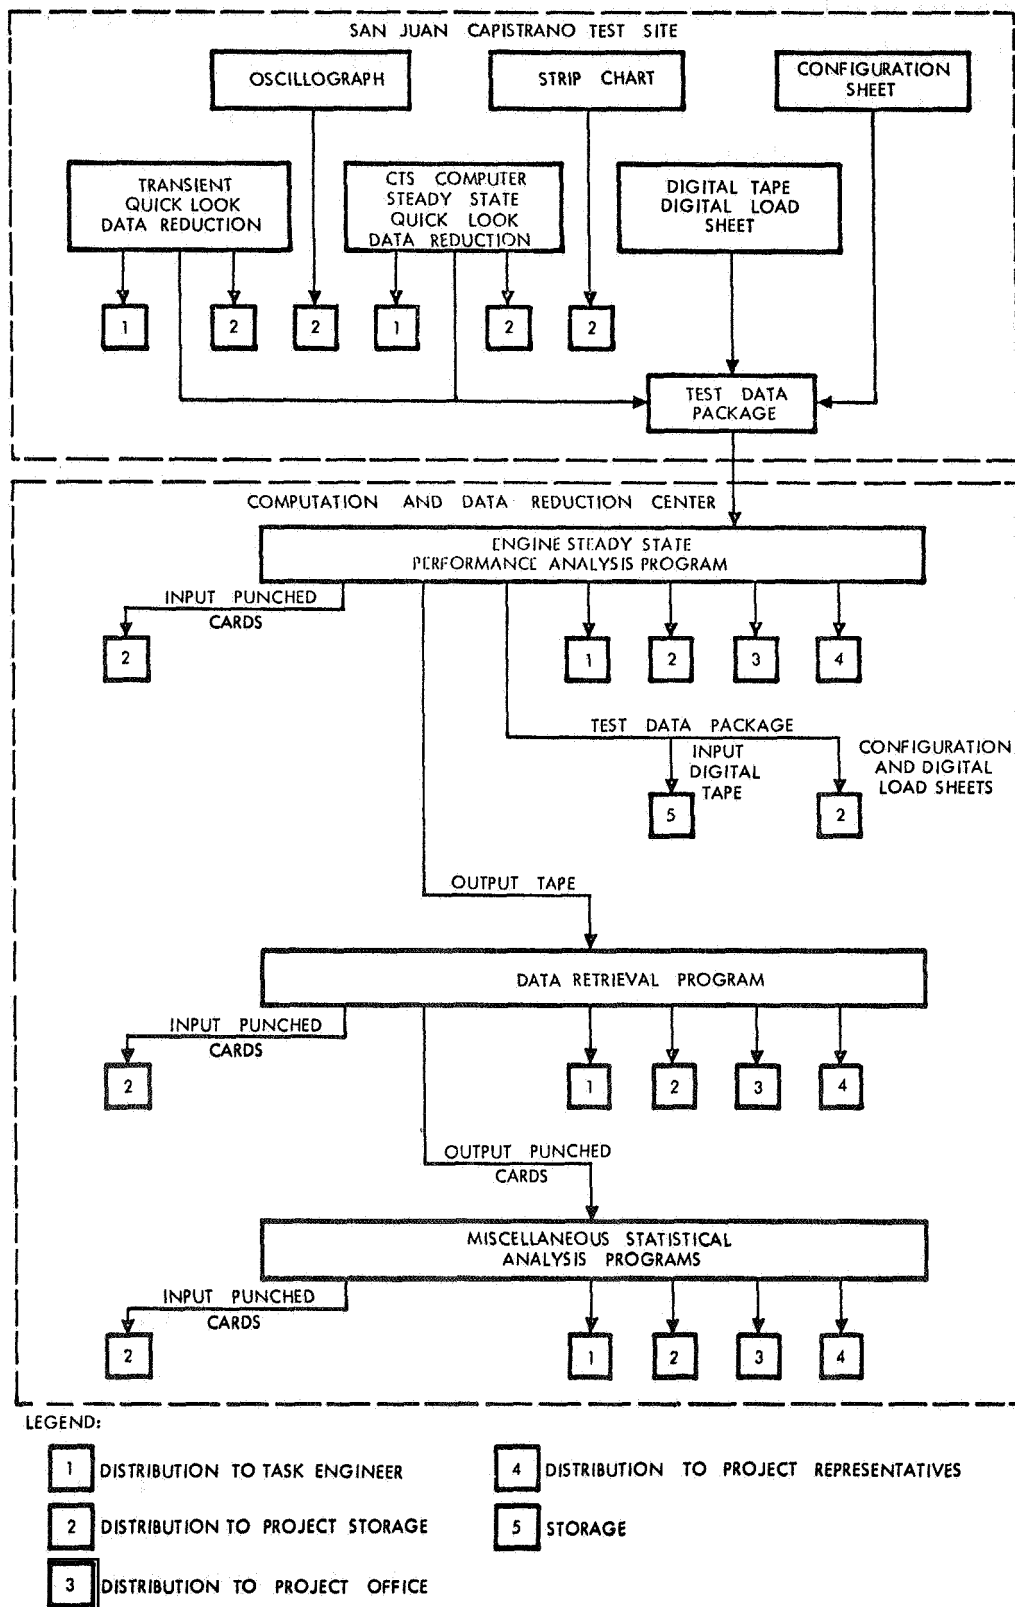 SAN JUAN CAPISTRANO TEST SITE
OSCILLOGRAPH
STRIP CHART
CONFIGURATION
SHEET
TRANSIENT
QUICK LOOK
DATA REDUCTION
CTS COMPUTER
STEADY STATE
QUICK LOOK
DATA REDUCTION
DIGITAL TAPE
DIGITAL LOAD
SHEET
1
2
2
1
2
2
TEST DATA
PACKAGE
COMPUTATION AND DATA REDUCTION CENTER
ENGINE STEADY STATE
PERFORMANCE ANALYSIS PROGRAM
INPUT PUNCHED
CARDS
2
1
2
3
4
TEST DATA PACKAGE
INPUT
DIGITAL
TAPE
CONFIGURATION
AND DIGITAL
LOAD SHEETS
5
2
OUTPUT TAPE
DATA RETRIEVAL PROGRAM
INPUT PUNCHED
CARDS
2
1
2
3
4
OUTPUT PUNCHED
CARDS
MISCELLANEOUS STATISTICAL
ANALYSIS PROGRAMS
INPUT PUNCHED
CARDS
2
1
2
3
4
LEGEND:
1 DISTRIBUTION TO TASK ENGINEER
2 DISTRIBUTION TO PROJECT STORAGE
3 DISTRIBUTION TO PROJECT OFFICE
4 DISTRIBUTION TO PROJECT REPRESENTATIVES
5 STORAGE